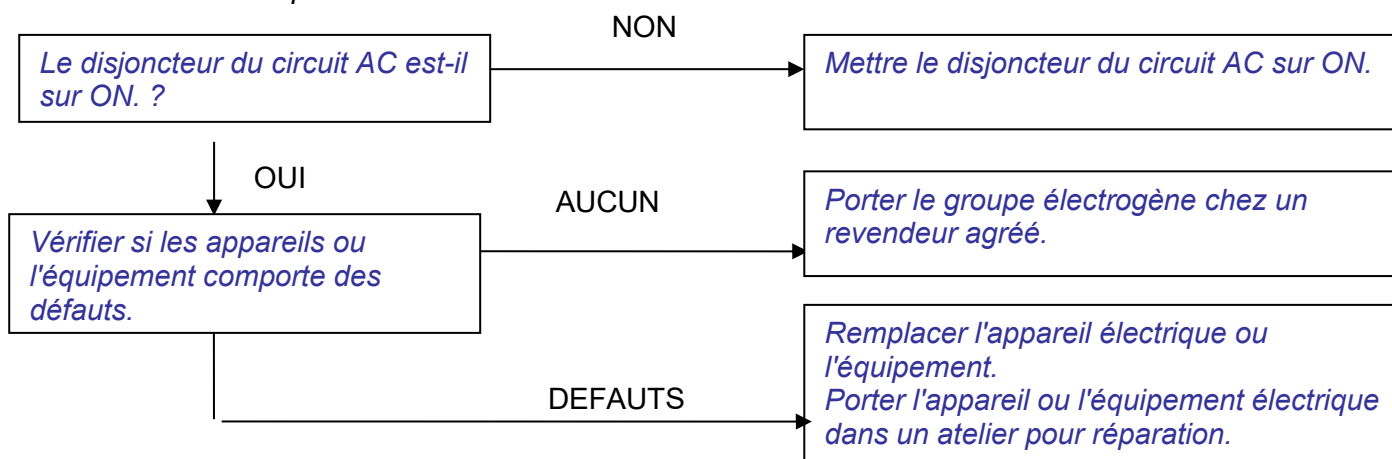 NON
Le disjoncteur du circuit AC est-il
sur ON. ?
Mettre le disjoncteur du circuit AC sur ON.
OUI
AUCUN
Vérifier si les appareils ou
l'équipement comporte des
défauts.
Porter le groupe électrogène chez un
revendeur agréé.
DEFAUTS
Remplacer l'appareil électrique ou
l'équipement.
Porter l'appareil ou l'équipement électrique
dans un atelier pour réparation.